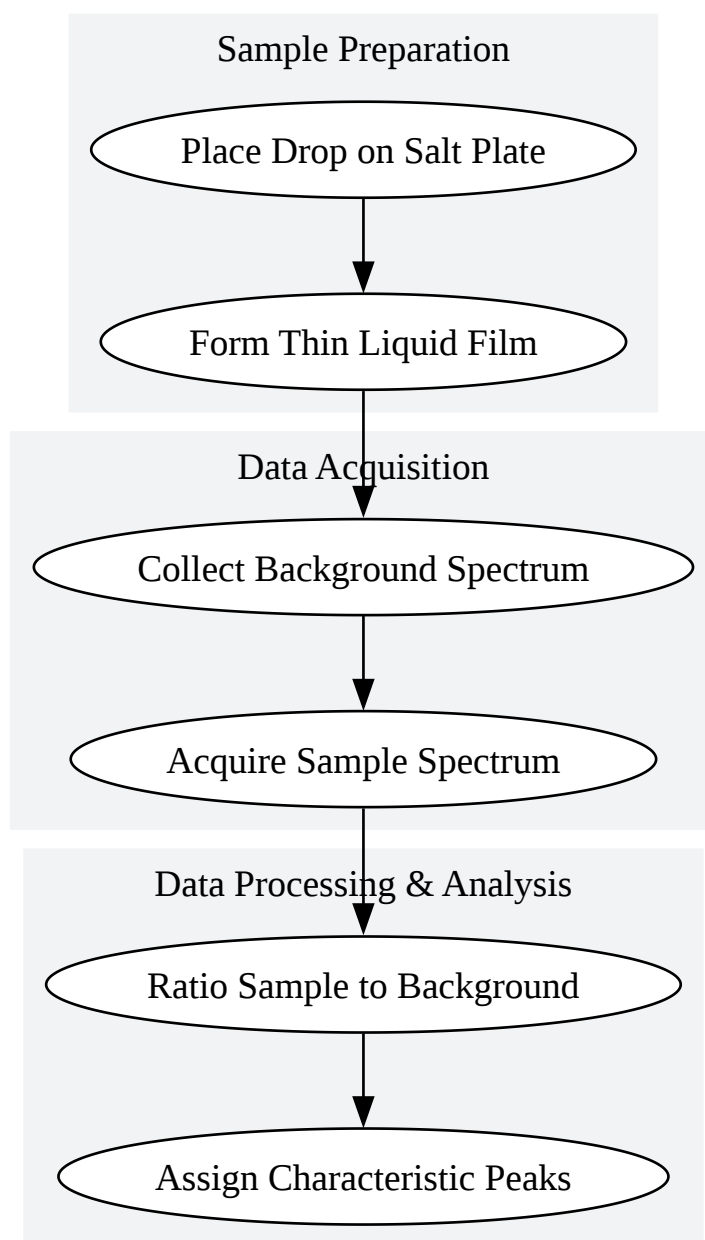 Sample Preparation
Place Drop on Salt Plate
Form Thin Liquid Film
Data Acquisition
Collect Background Spectrum
Acquire Sample Spectrum
Data Processing & Analysis
Ratio Sample to Background
Assign Characteristic Peaks